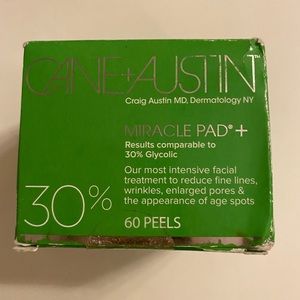 CANE+AUSTIN™
Craig Austin MD, Dermatology NY
MIRACLE PAD®+
Results comparable to
30% Glycolic
Our most intensive facial
treatment to reduce fine lines,
wrinkles, enlarged pores &
the appearance of age spots
30%
60 PEELS